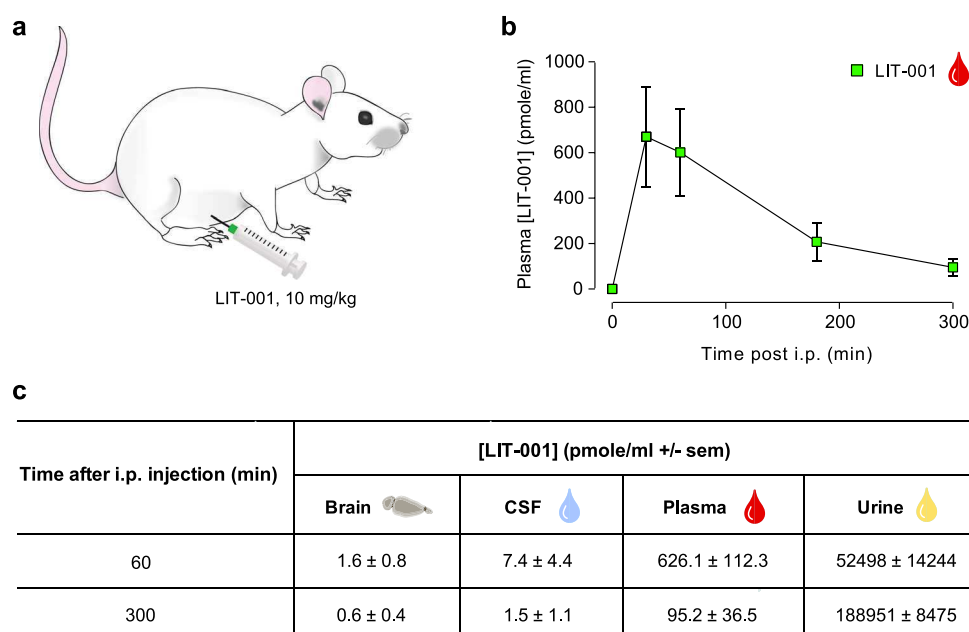 a
LIT-001, 10 mg/kg
b
LIT-001
Plasma [LIT-001] (pmole/ml)
1000
800
600
400
200
0
0 100 200 300
Time post i.p. (min)
c
Time after i.p. injection (min)
[LIT-001] (pmole/ml +/- sem)
Brain CSF Plasma Urine
60 1.6 ± 0.8 7.4 ± 4.4 626.1 ± 112.3 52498 ± 14244
300 0.6 ± 0.4 1.5 ± 1.1 95.2 ± 36.5 188951 ± 8475